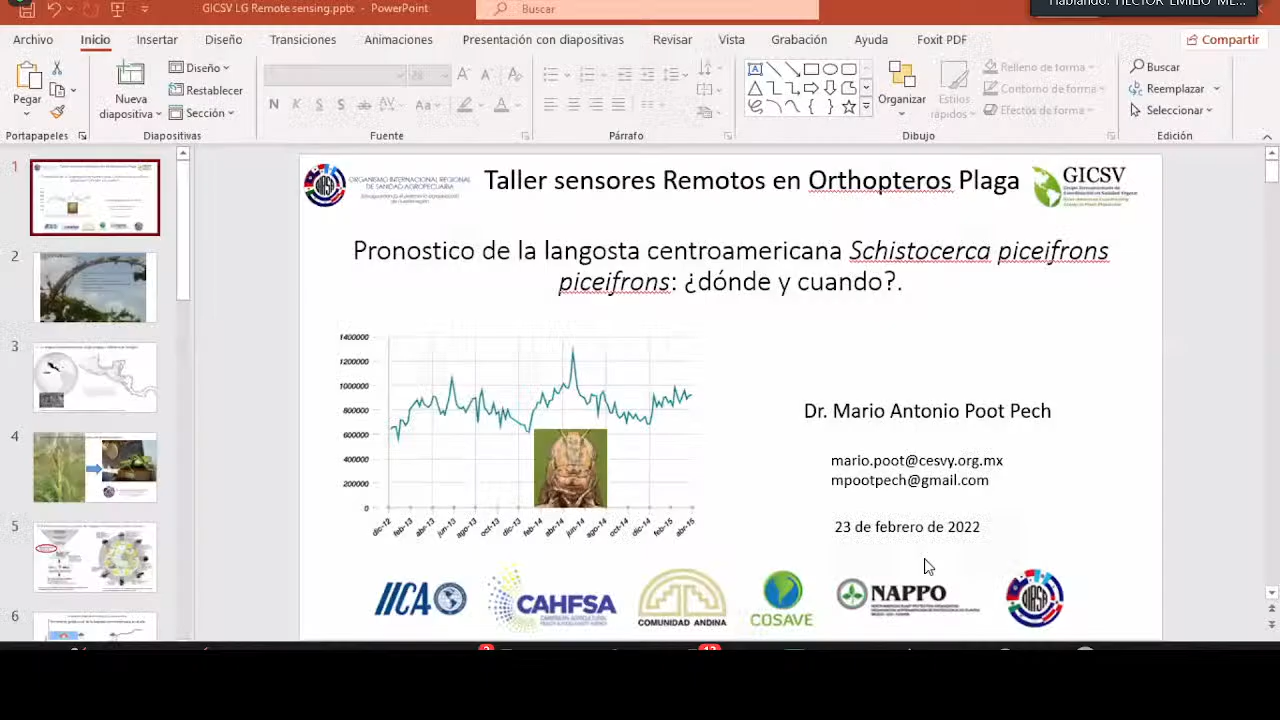 GICSV LG Remote sensing.pptx - PowerPoint
Buscar
Archivo Inicio Insertar Diseño Transiciones Animaciones Presentación con diapositivas Revisar Vista Grabación Ayuda Foxit PDF Compartir
Pegar
Nueva diapositiva
Diseño
Restablecer
Sección
Organizar
Estilos rápidos
Relleno de forma
Contorno de forma
Efectos de forma
Buscar
Reemplazar
Seleccionar
Portapapeles Diapositivas Fuente Párrafo Dibujo Edición
1
2
3
4
5
6
ORGANISMO INTERNACIONAL REGIONAL
DE SANIDAD AGROPECUARIA
Taller sensores Remotos en Orthopteros Plaga
GICSV
Pronostico de la langosta centroamericana Schistocerca piceifrons
piceifrons: ¿dónde y cuando?.
1400000
1200000
1000000
800000
600000
400000
200000
0
dic-12 feb-13 abr-13 jun-13 ago-13 oct-13 dic-13 feb-14 abr-14 jun-14 ago-14 oct-14 dic-14 feb-15 abr-15
Dr. Mario Antonio Poot Pech
mario.poot@cesvy.org.mx
mpootpech@gmail.com
23 de febrero de 2022
IICA
CAHFSA
COMUNIDAD ANDINA
COSAVE
NAPPO
OIRSA